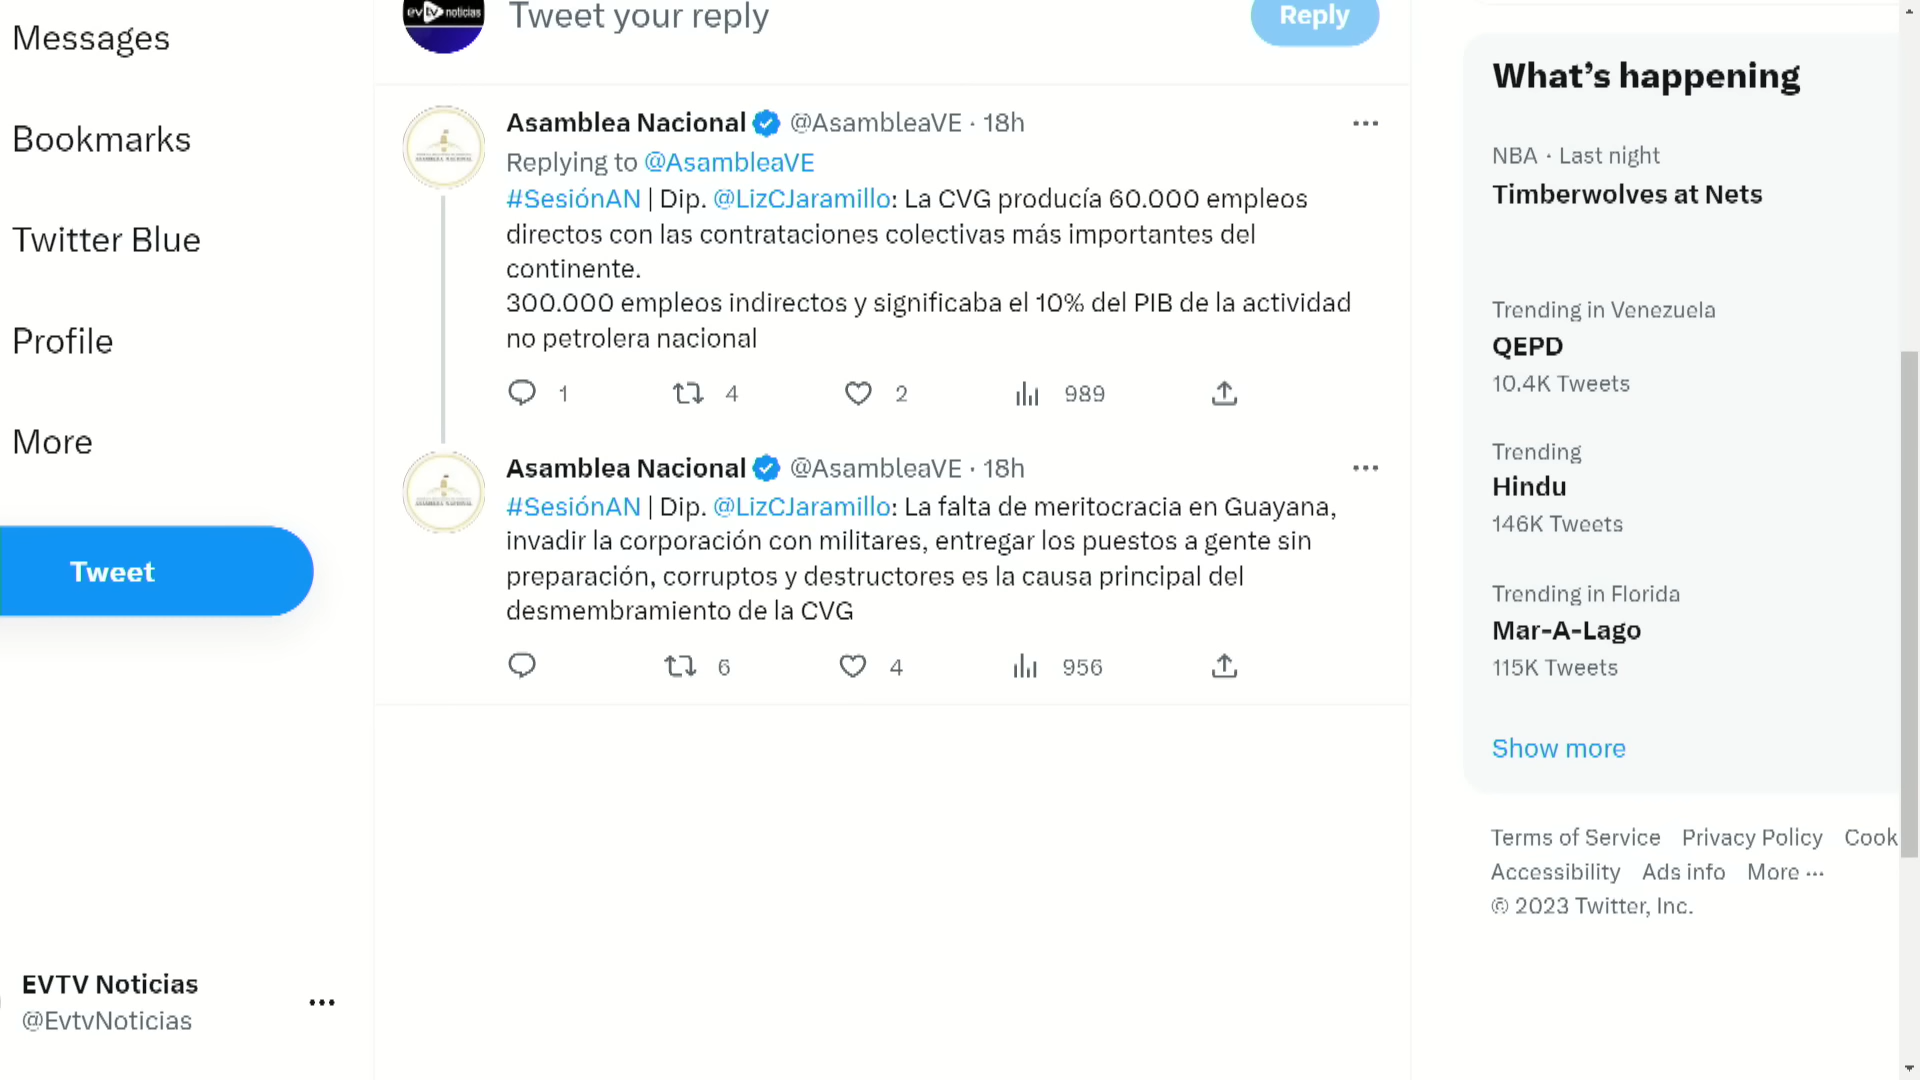 Messages
Bookmarks
Twitter Blue
Profile
More
Tweet
EVTV Noticias
@EvtvNoticias
evtv noticias
Tweet your reply
Reply
Asamblea Nacional @AsambleaVE · 18h
Replying to @AsambleaVE
#SesiónAN | Dip. @LizCJaramillo: La CVG producía 60.000 empleos
directos con las contrataciones colectivas más importantes del
continente.
300.000 empleos indirectos y significaba el 10% del PIB de la actividad
no petrolera nacional
1 4 2 989
Asamblea Nacional @AsambleaVE · 18h
#SesiónAN | Dip. @LizCJaramillo: La falta de meritocracia en Guayana,
invadir la corporación con militares, entregar los puestos a gente sin
preparación, corruptos y destructores es la causa principal del
desmembramiento de la CVG
6 4 956
What's happening
NBA · Last night
Timberwolves at Nets
Trending in Venezuela
QEPD
10.4K Tweets
Trending
Hindu
146K Tweets
Trending in Florida
Mar-A-Lago
115K Tweets
Show more
Terms of Service Privacy Policy Cook
Accessibility Ads info More ···
© 2023 Twitter, Inc.